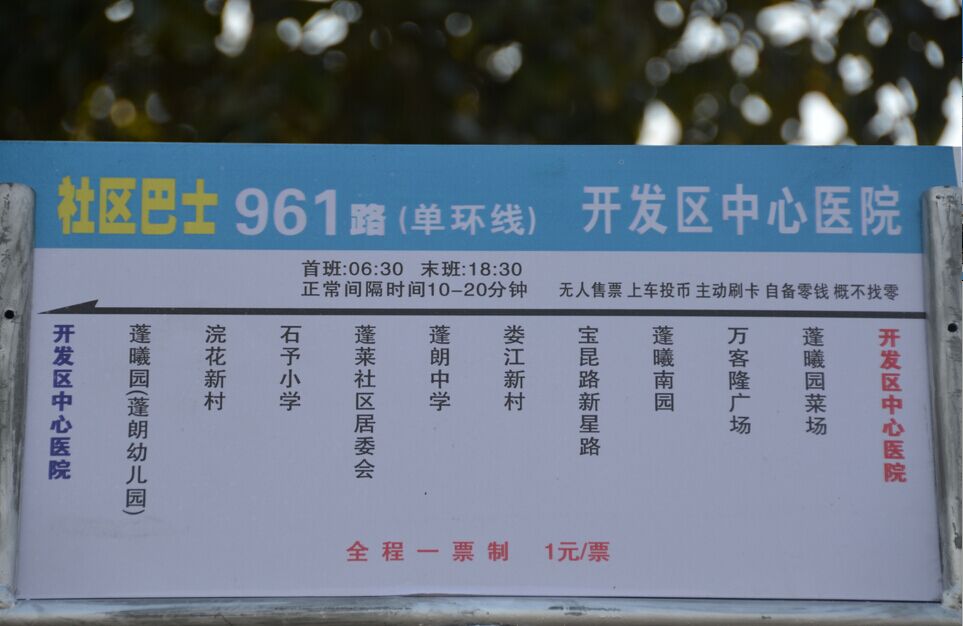 社区巴士 961路(单环线) 开发区中心医院
首班:06:30 末班:18:30
正常间隔时间10-20分钟 无人售票 上车投币 主动刷卡 自备零钱 概不找零
开发区中心医院
蓬曦园(蓬朗幼儿园)
浣花新村
石予小学
蓬莱社区居委会
蓬朗中学
娄江新村
宝昆路新星路
蓬曦南园
万客隆广场
蓬曦园菜场
开发区中心医院
全程一票制 1元/票